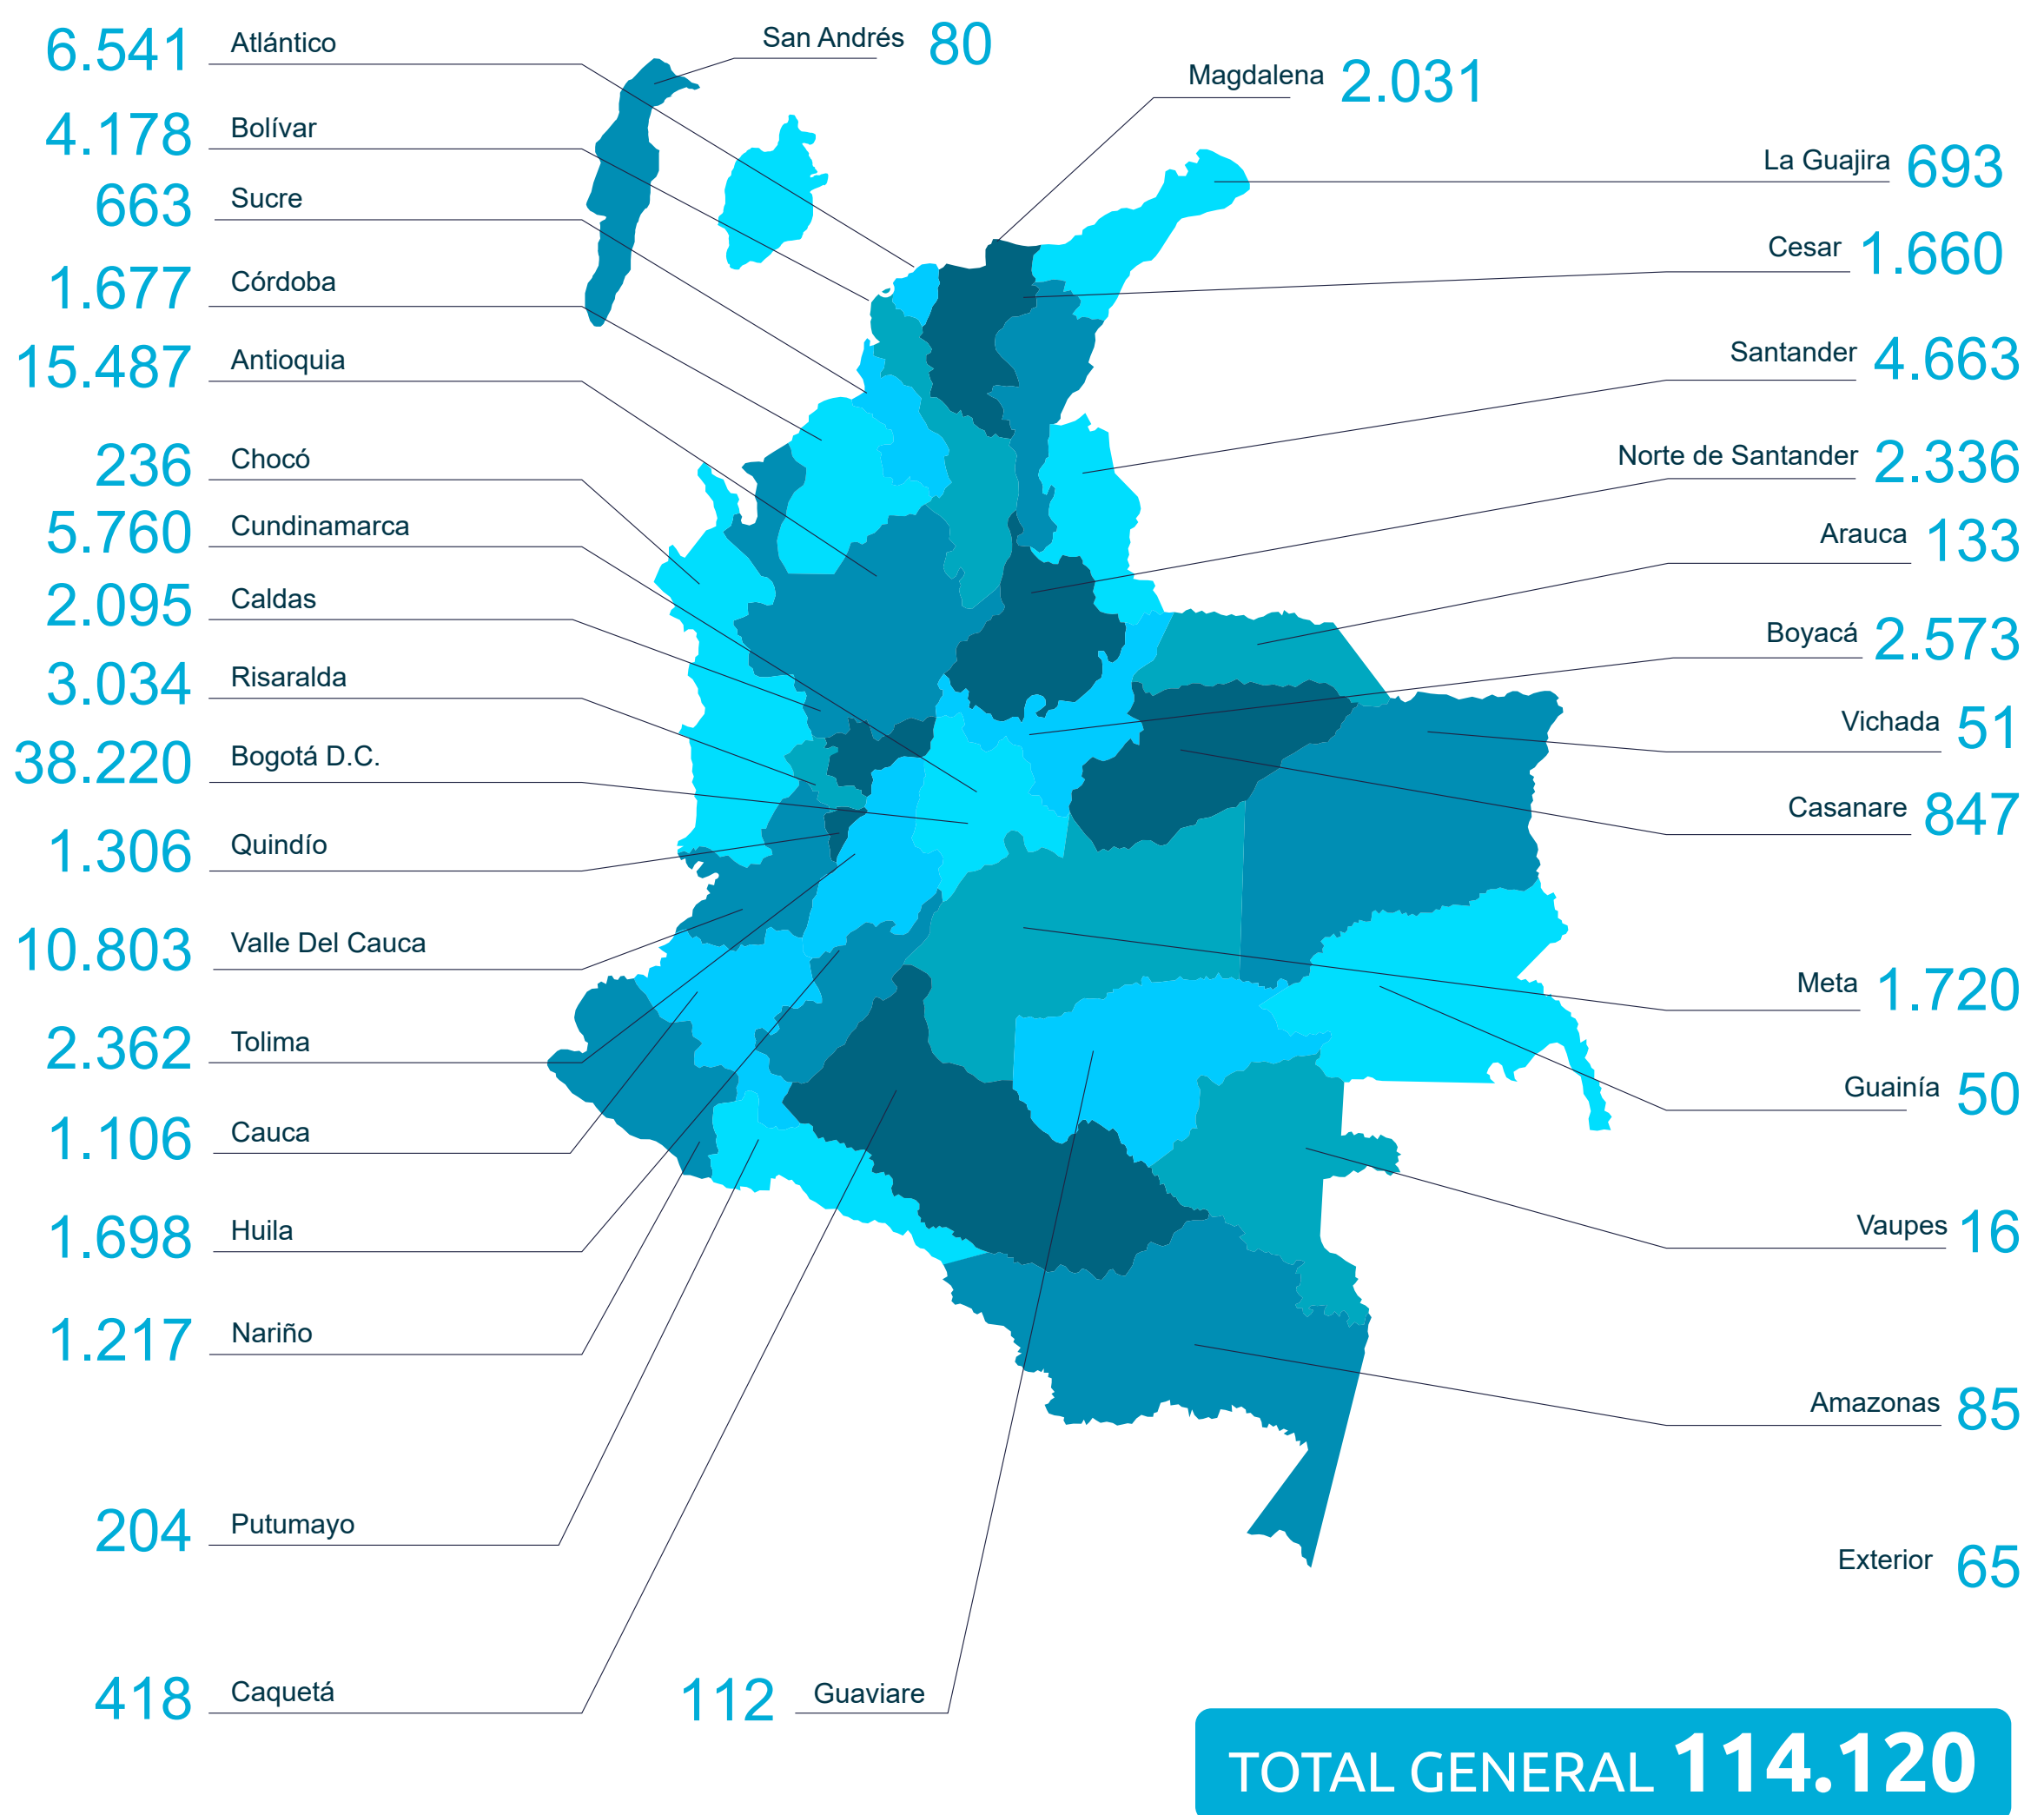 6.541 Atlántico
4.178 Bolívar
663 Sucre
1.677 Córdoba
15.487 Antioquia
236 Chocó
5.760 Cundinamarca
2.095 Caldas
3.034 Risaralda
38.220 Bogotá D.C.
1.306 Quindío
10.803 Valle Del Cauca
2.362 Tolima
1.106 Cauca
1.698 Huila
1.217 Nariño
204 Putumayo
418 Caquetá
San Andrés 80
Magdalena 2.031
La Guajira 693
Cesar 1.660
Santander 4.663
Norte de Santander 2.336
Arauca 133
Boyacá 2.573
Vichada 51
Casanare 847
Meta 1.720
Guainía 50
Vaupes 16
Amazonas 85
Exterior 65
112 Guaviare
TOTAL GENERAL 114.120